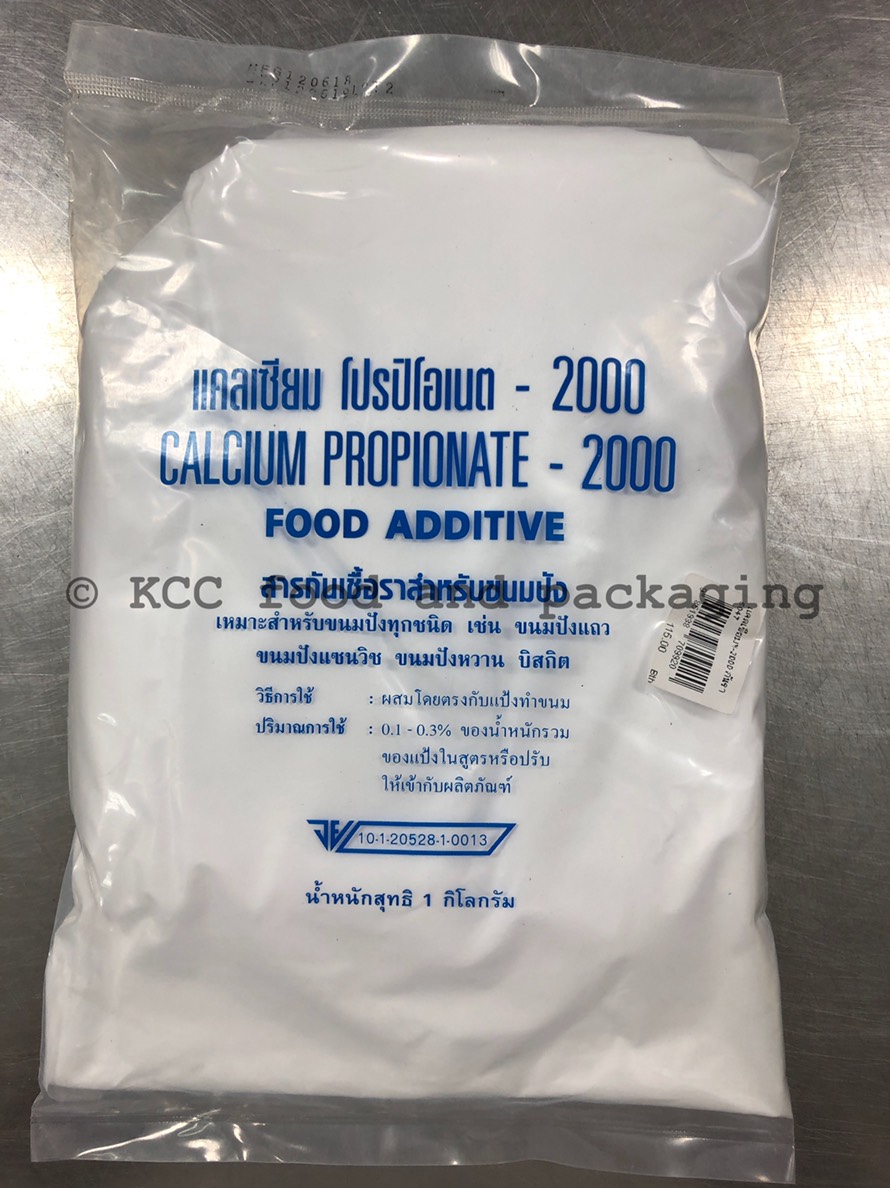 MFG120618
แคลเซียม โปรปิโอเนต - 2000
CALCIUM PROPIONATE - 2000
FOOD ADDITIVE
สารกันเชื้อราสำหรับขนมปัง
© KCC Food and packaging
เหมาะสำหรับขนมปังทุกชนิด เช่น ขนมปังแถว
ขนมปังแซนวิช ขนมปังหวาน บิสกิต
วิธีการใช้ : ผสมโดยตรงกับแป้งทำขนม
ปริมาณการใช้ : 0.1 - 0.3% ของน้ำหนักรวม
ของแป้งในสูตรหรือปรับ
ให้เข้ากับผลิตภัณฑ์
10-1-20528-1-0013
น้ำหนักสุทธิ 1 กิโลกรัม
709920
115.00